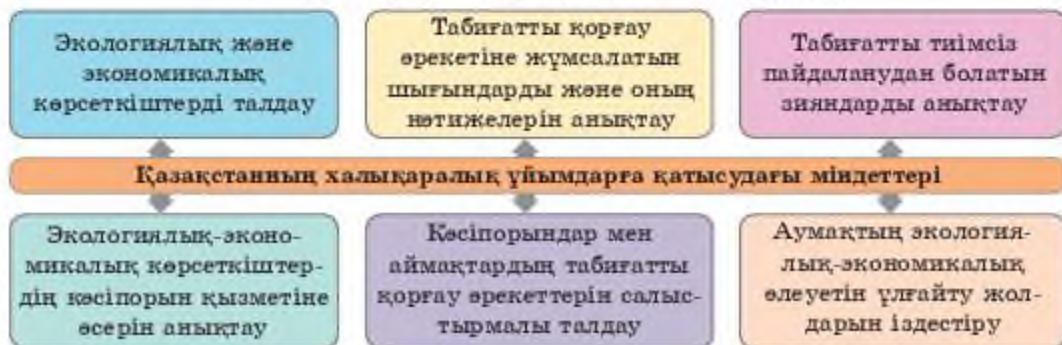 Экологиялық және
экономикалық
көрсеткіштерді талдау
Табиғатты қорғау
әрекетіне жұмсалатын
шығындарды және оның
нәтижелерін анықтау
Табиғатты тиімсіз
пайдаланудан болатын
зияндарды анықтау
Қазақстанның халықаралық ұйымдарға қатысудағы міндеттері
Экологиялық-эконо-
микалық көрсеткіштер-
дің кәсіпорын қызметіне
әсерін анықтау
Кәсіпорындар мен
аймақтардың табиғатты
қорғау әрекеттерін салыс-
тырмалы талдау
Аумақтың экология-
лық-экономикалық
әлеуетін ұлғайту жол-
дарын іздестіру